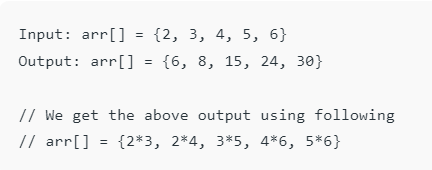 Input: arr[] = {2, 3, 4, 5, 6}
Output: arr[] = {6, 8, 15, 24, 30}
// We get the above output using following
// arr[] = {2*3, 2*4, 3*5, 4*6, 5*6}